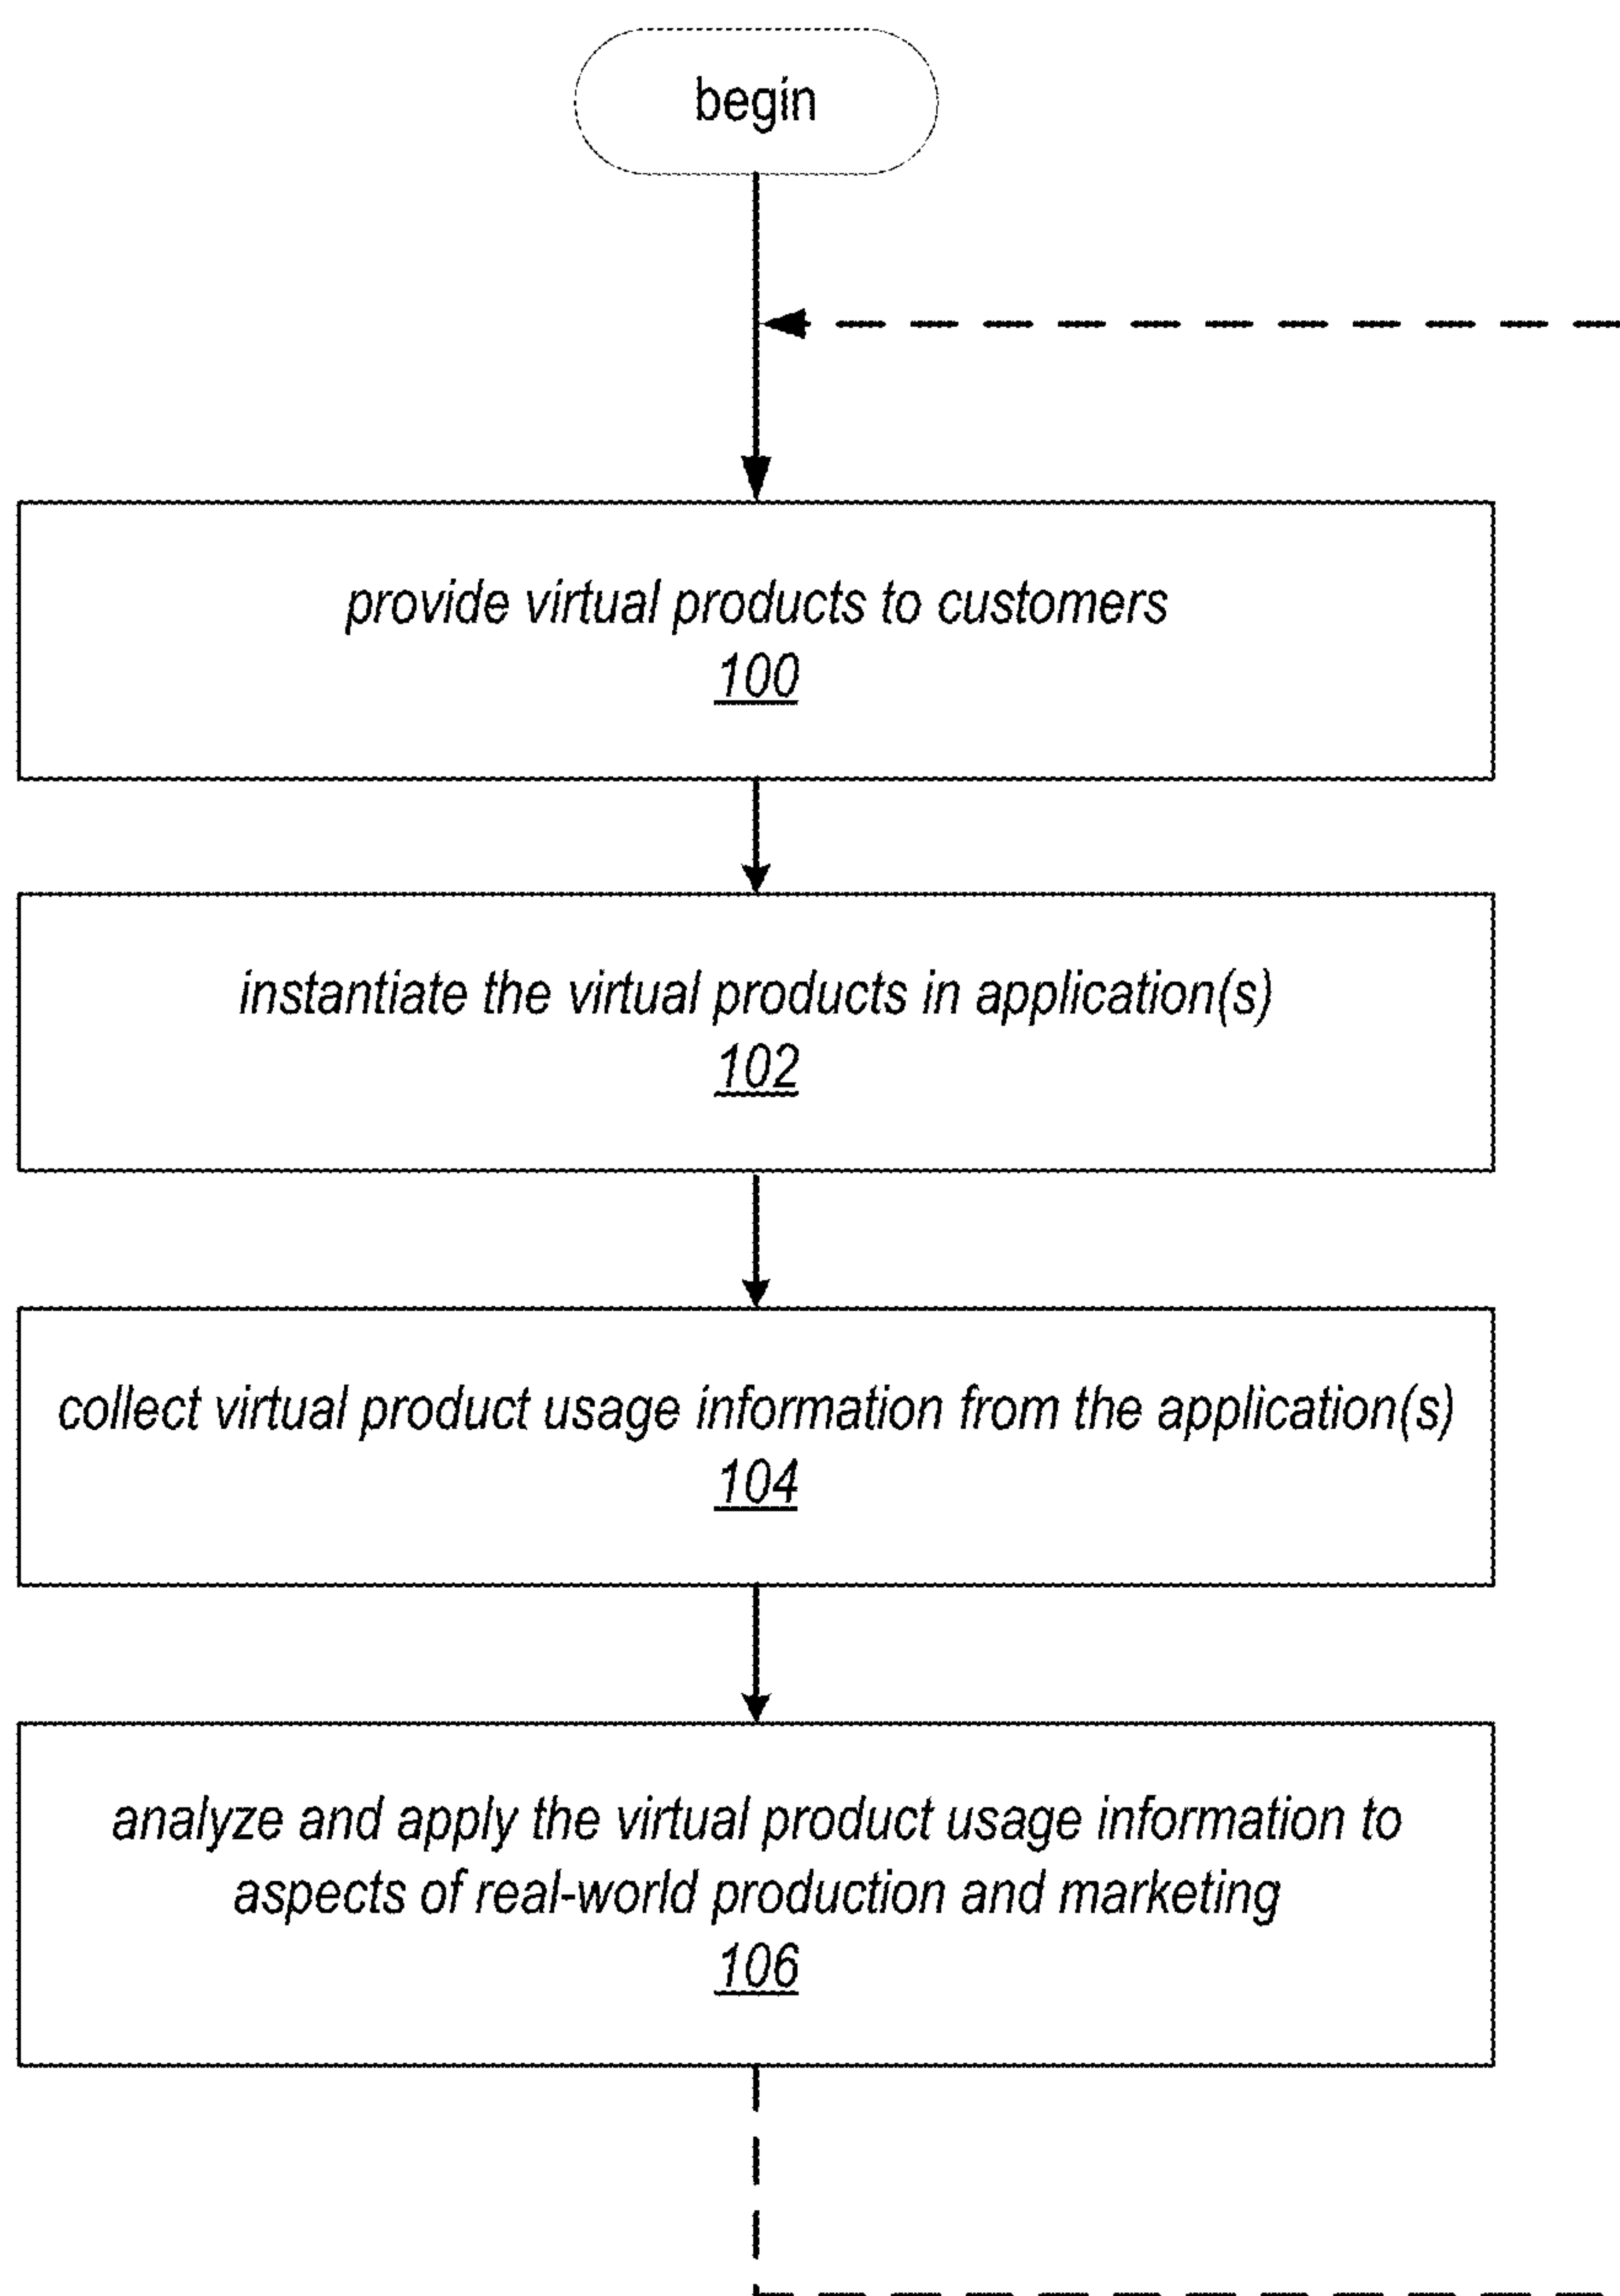 begin
provide virtual products to customers
100
instantiate the virtual products in application(s)
102
collect virtual product usage information from the application(s)
104
analyze and apply the virtual product usage information to
aspects of real-world production and marketing
106